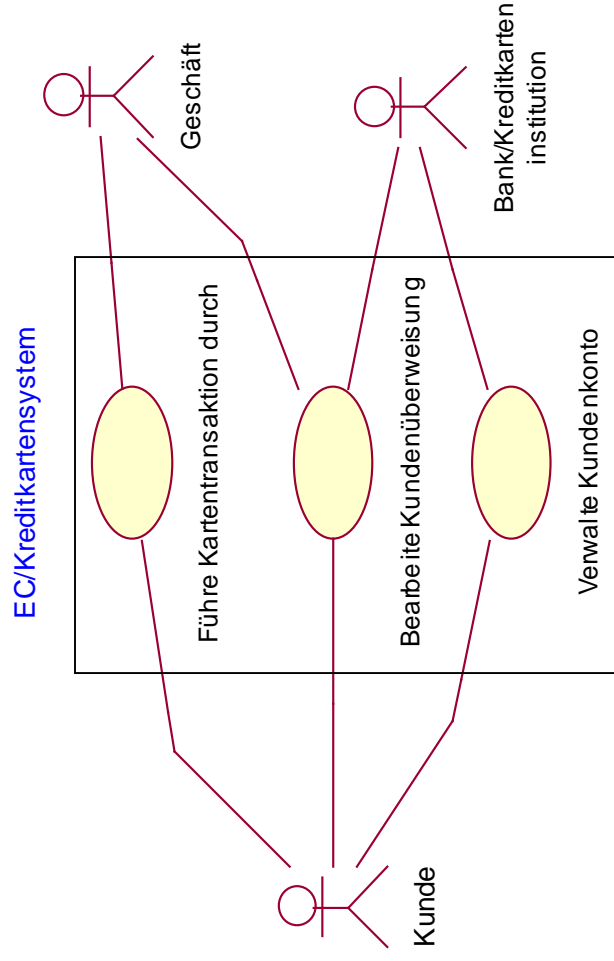 EC/Kreditkartensystem
Führe Kartentransaktion durch
Geschäft
Bearbeite Kundenüberweisung
Kunde
Bank/Kreditkarten
institution
Verwalte Kundenkonto